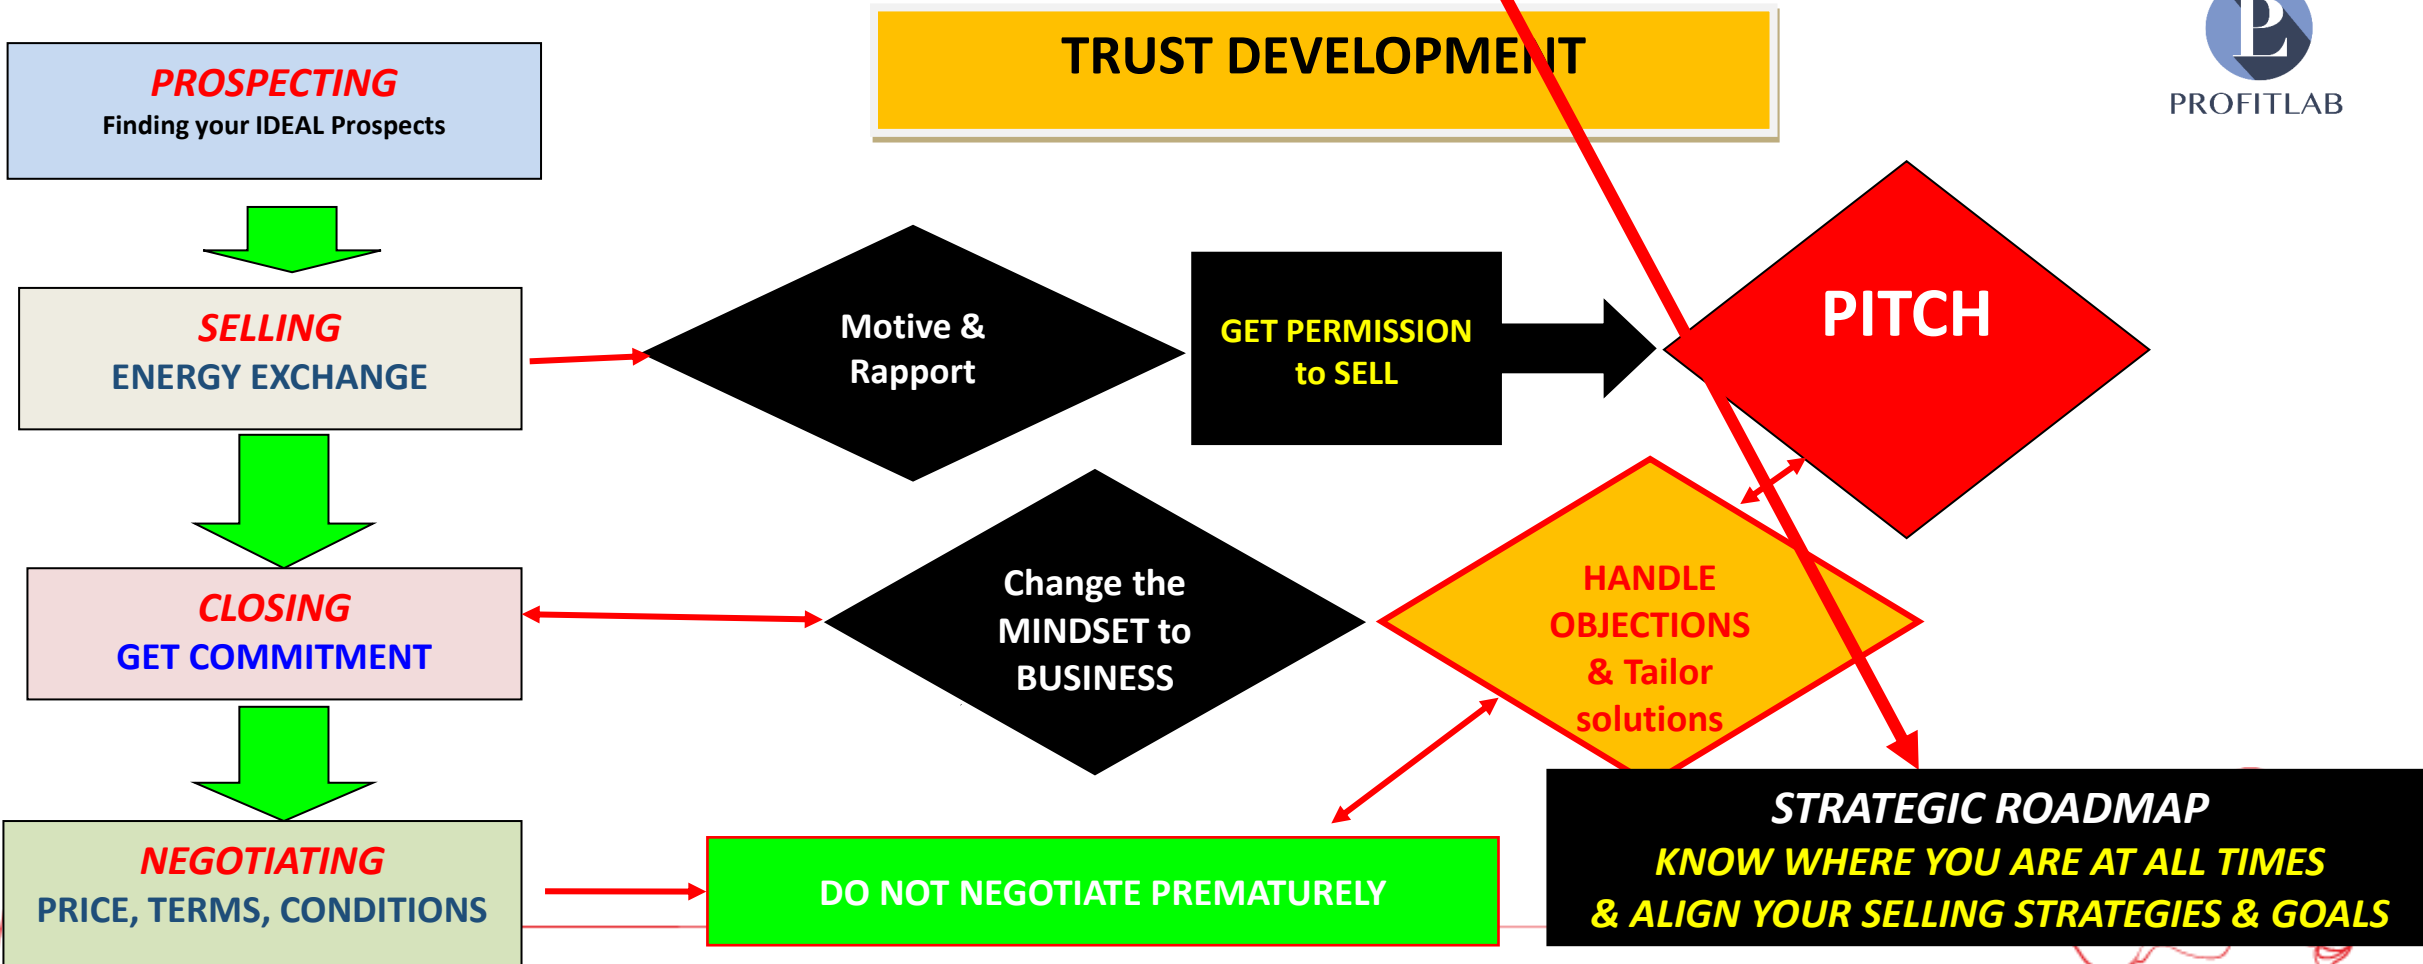 TRUST DEVELOPMENT
PL
PROFITLAB
PROSPECTING
Finding your IDEAL Prospects
SELLING
ENERGY EXCHANGE
Motive &
Rapport
GET PERMISSION
to SELL
PITCH
CLOSING
GET COMMITMENT
Change the
MINDSET to
BUSINESS
HANDLE
OBJECTIONS
& Tailor
solutions
NEGOTIATING
PRICE, TERMS, CONDITIONS
DO NOT NEGOTIATE PREMATURELY
STRATEGIC ROADMAP
KNOW WHERE YOU ARE AT ALL TIMES
& ALIGN YOUR SELLING STRATEGIES & GOALS